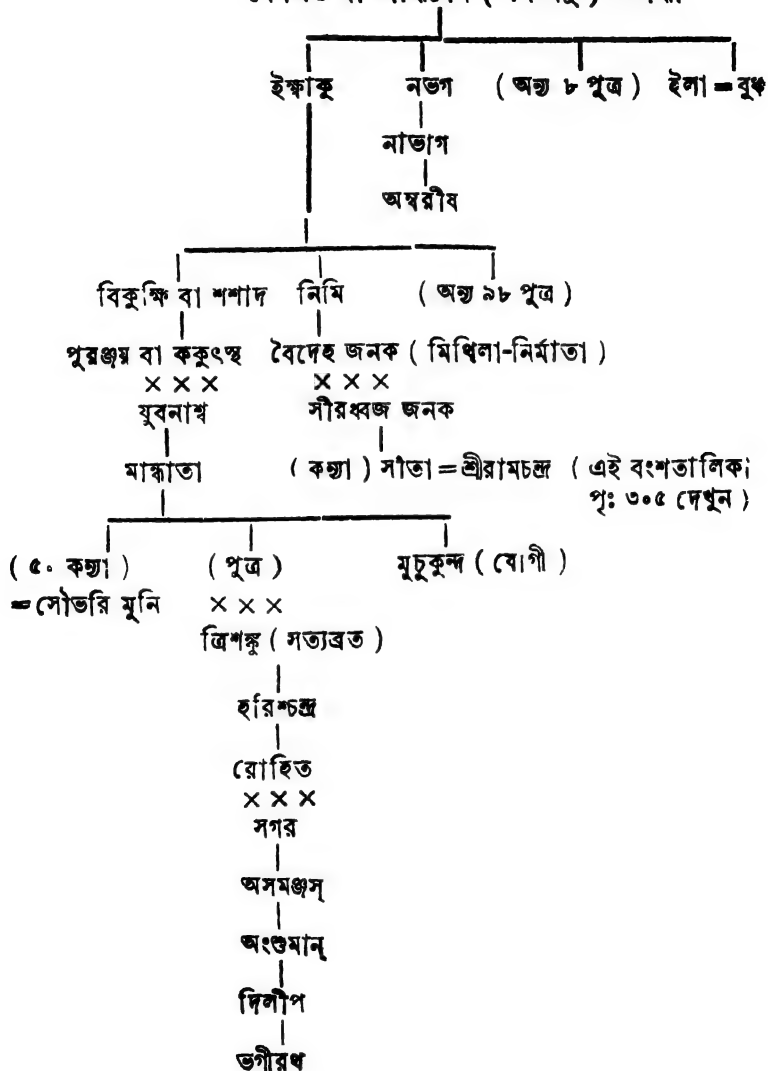 ইক্ষাকু নভগ ( অন্য ৮ পুত্র ) ইলা = বুধ
নাভাগ
অম্বরীষ
বিকুক্ষি বা শশাদ নিমি ( অন্য ৯৮ পুত্র )
পুরঞ্জয় বা ককুৎস্থ বৈদেহ জনক ( মিথিলা-নির্মাতা )
× × × × × ×
যুবনাশ্ব সীরধ্বজ জনক
মান্ধাতা ( কন্যা ) সীতা = শ্রীরামচন্দ্র ( এই বংশতালিকা
পৃঃ ৩০৫ দেখুন )
( ৫০ কন্যা ) ( পুত্র ) মুচুকুন্দ ( যোগী )
= সৌভরি মুনি × × ×
ত্রিশঙ্কু ( সত্যব্রত )
হরিশ্চন্দ্র
রোহিত
× × ×
সগর
অসমঞ্জস্
অংশুমান্
দিলীপ
ভগীরথ